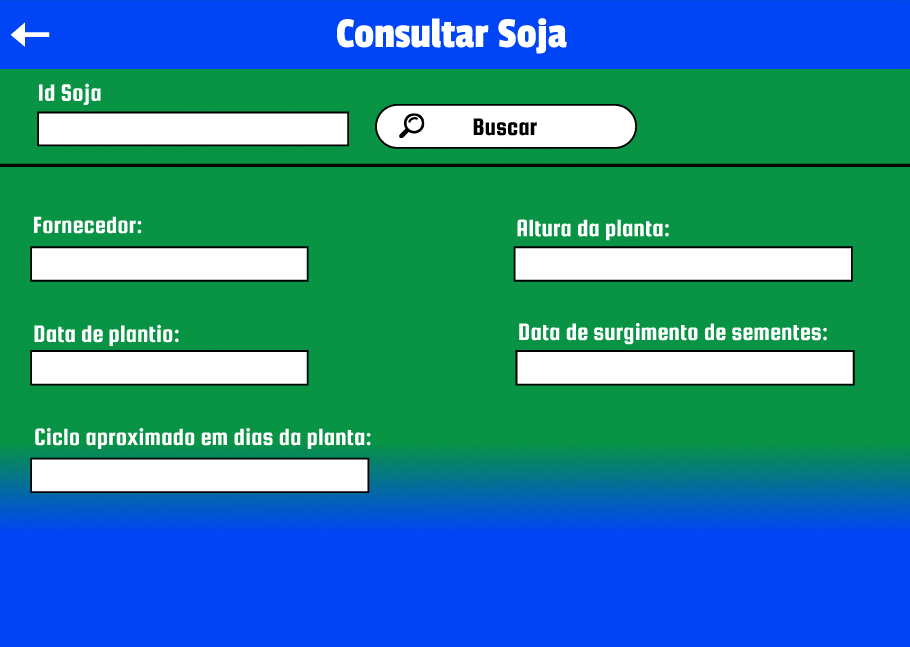 Consultar Soja
Id Soja
Buscar
Fornecedor:
Altura da planta:
Data de plantio:
Data de surgimento de sementes:
Ciclo aproximado em dias da planta: